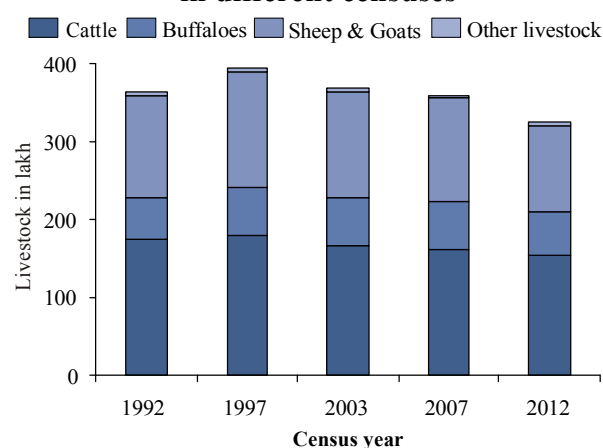 in different censuses
Cattle Buffaloes Sheep & Goats Other livestock
Livestock in lakh
400
300
200
100
0
1992 1997 2003 2007 2012
Census year